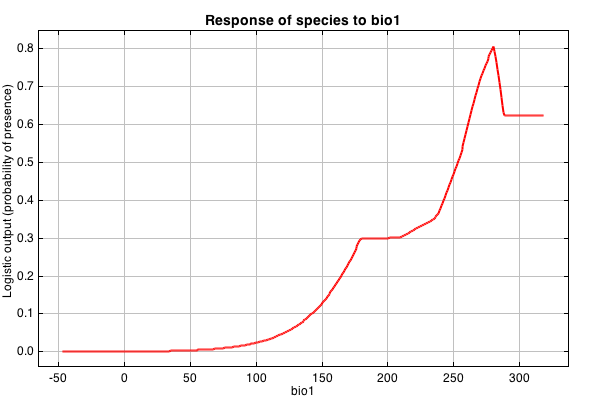 Response of species to bio1
Logistic output (probability of presence)
0.8
0.7
0.6
0.5
0.4
0.3
0.2
0.1
0.0
-50 0 50 100 150 200 250 300
bio1